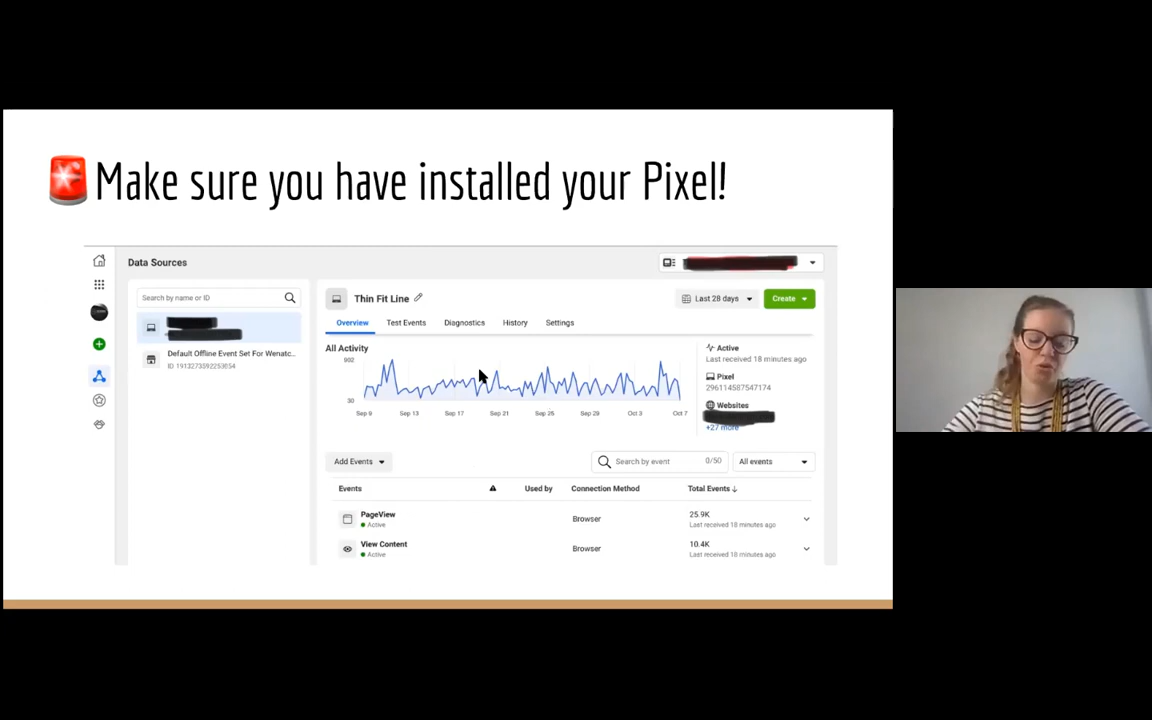 🚨Make sure you have installed your Pixel!
Data Sources
Search by name or ID
Default Offline Event Set For Wenatc...
ID 1913273592253054
Thin Fit Line
Last 28 days
Create
Overview Test Events Diagnostics History Settings
All Activity
902
30
Sep 9 Sep 13 Sep 17 Sep 21 Sep 25 Sep 29 Oct 3 Oct 7
Active
Last received 18 minutes ago
Pixel
296114587547174
Websites
+27 more
Add Events
Search by event 0/50
All events
Events Used by Connection Method Total Events ↓
PageView Browser 25.9K
Active Last received 18 minutes ago
View Content Browser 10.4K
Active Last received 18 minutes ago